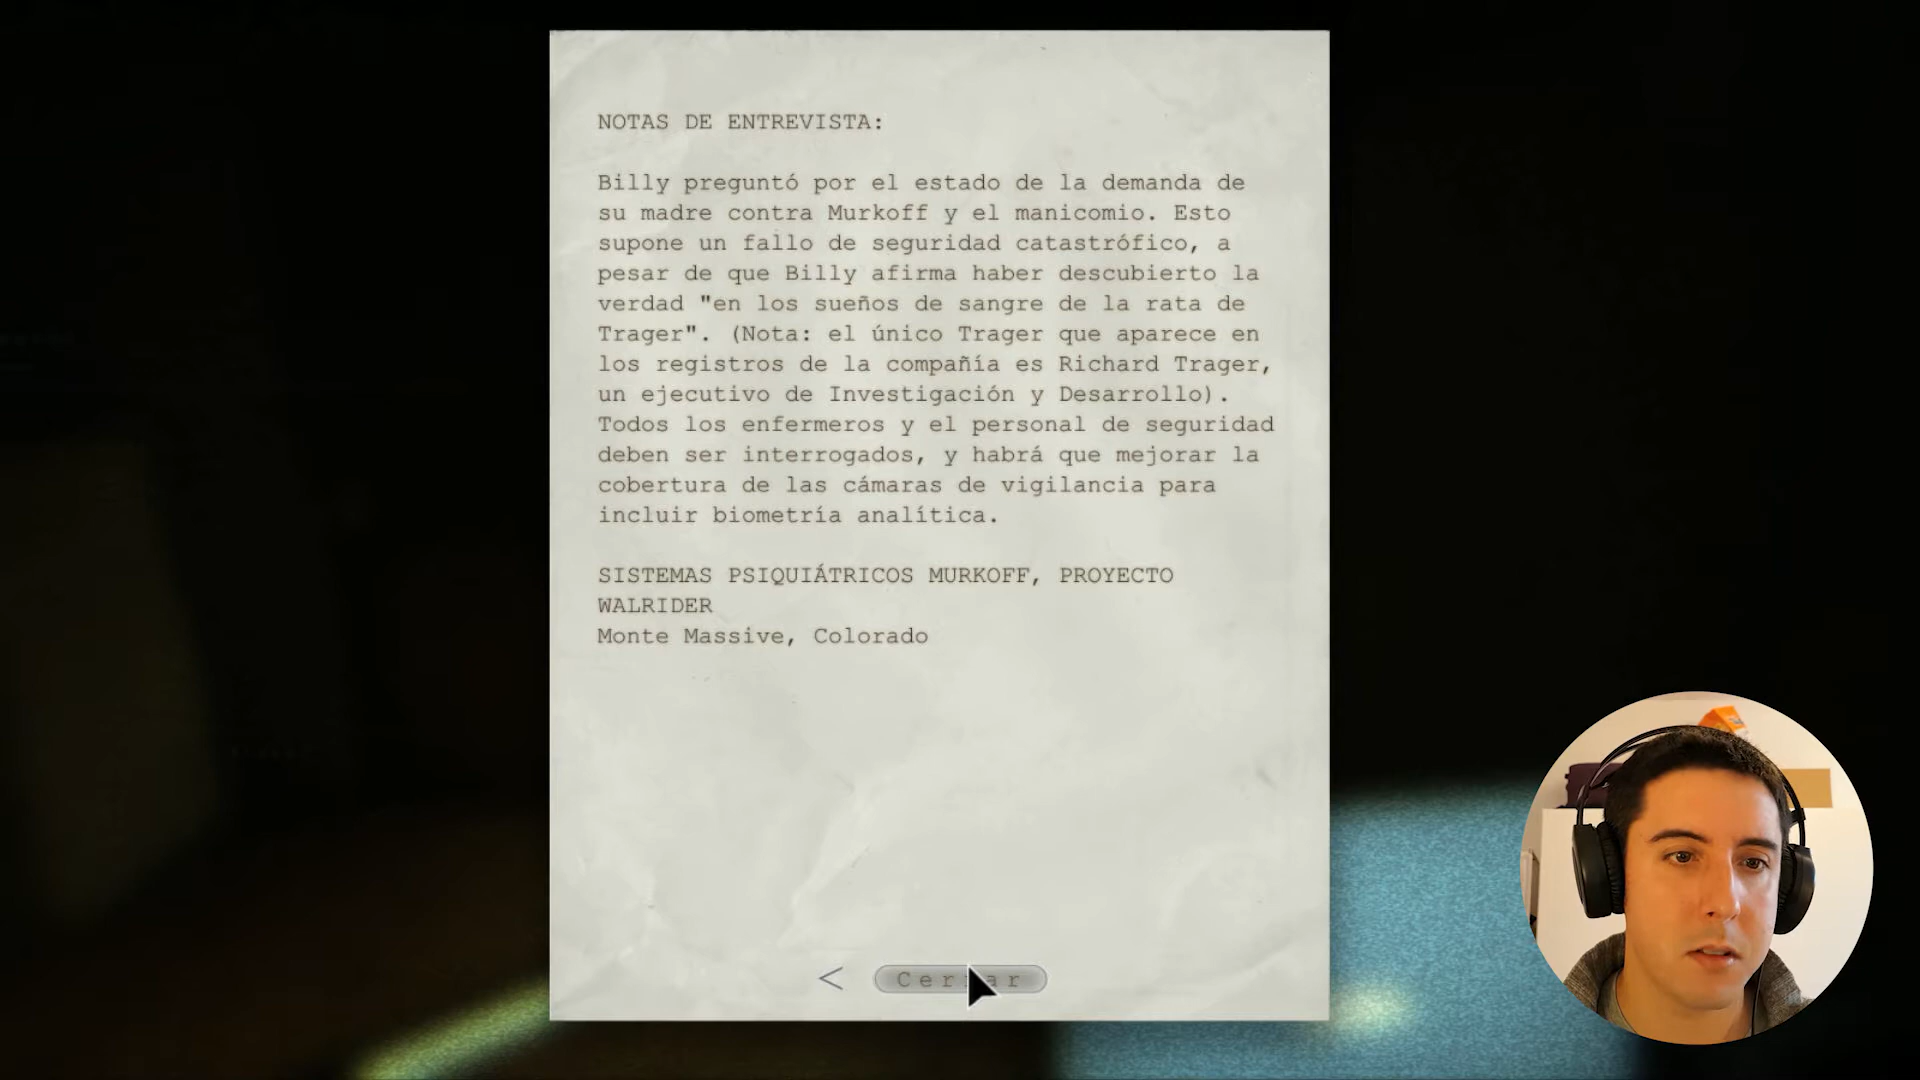 NOTAS DE ENTREVISTA:
Billy preguntó por el estado de la demanda de
su madre contra Murkoff y el manicomio. Esto
supone un fallo de seguridad catastrófico, a
pesar de que Billy afirma haber descubierto la
verdad "en los sueños de sangre de la rata de
Trager". (Nota: el único Trager que aparece en
los registros de la compañía es Richard Trager,
un ejecutivo de Investigación y Desarrollo).
Todos los enfermeros y el personal de seguridad
deben ser interrogados, y habrá que mejorar la
cobertura de las cámaras de vigilancia para
incluir biometría analítica.
SISTEMAS PSIQUIÁTRICOS MURKOFF, PROYECTO
WALRIDER
Monte Massive, Colorado
< Cerrar